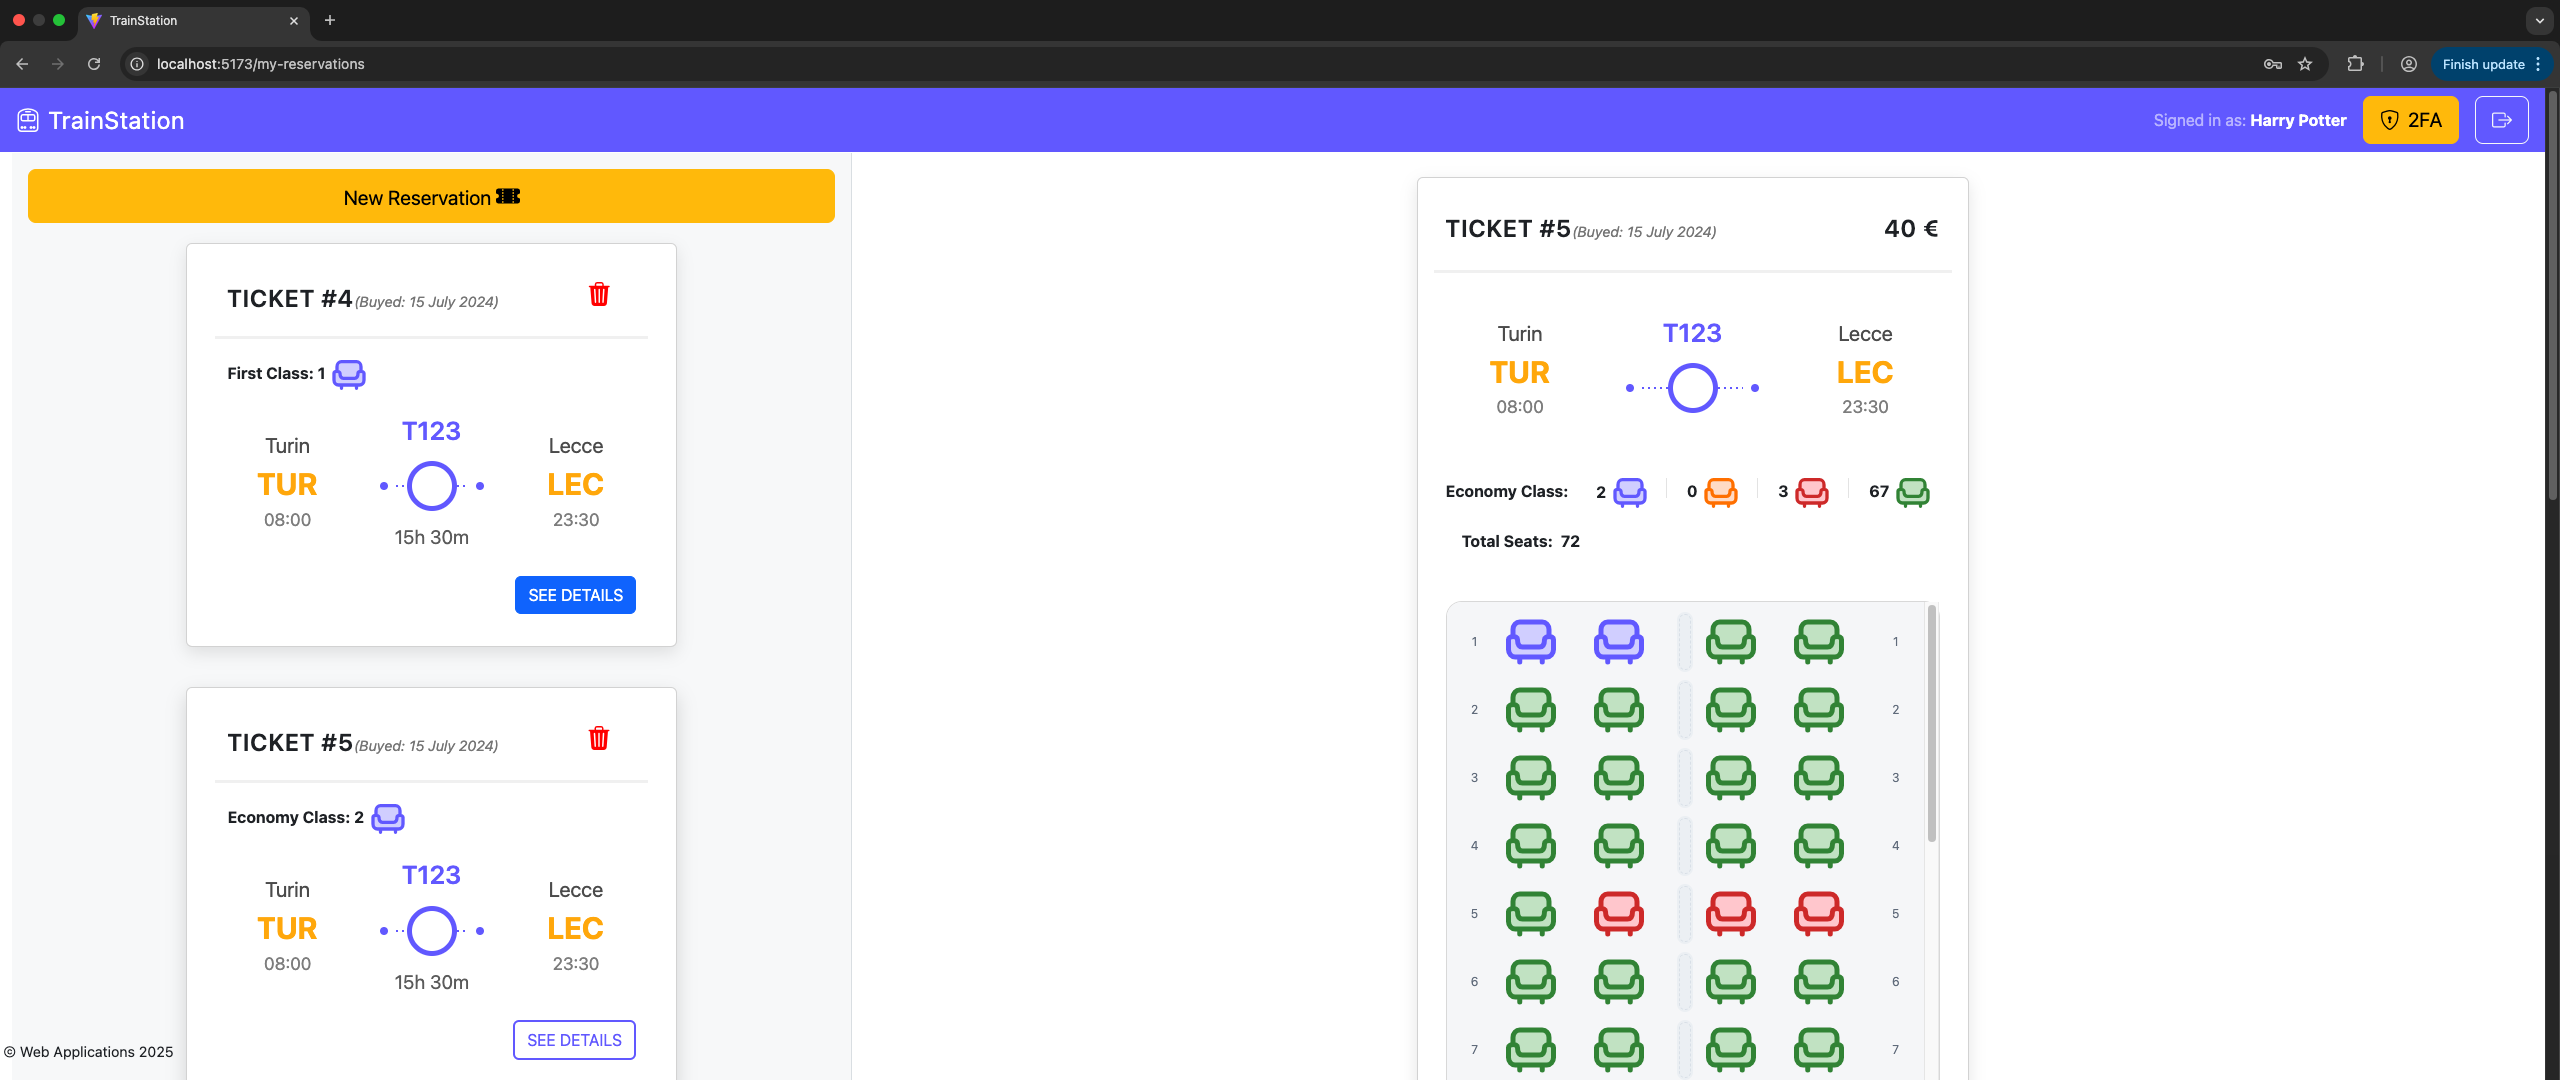 TrainStation
localhost:5173/my-reservations
Finish update
TrainStation
Signed in as: Harry Potter
2FA
New Reservation
TICKET #4 (Buyed: 15 July 2024)
First Class: 1
T123
Turin
Lecce
TUR
LEC
08:00
23:30
15h 30m
SEE DETAILS
TICKET #5 (Buyed: 15 July 2024)
Economy Class: 2
T123
Turin
Lecce
TUR
LEC
08:00
23:30
15h 30m
SEE DETAILS
© Web Applications 2025
TICKET #5 (Buyed: 15 July 2024) 40 €
Turin
T123
Lecce
TUR
LEC
08:00
23:30
Economy Class: 2 0 3 67
Total Seats: 72
1 1
2 2
3 3
4 4
5 5
6 6
7 7